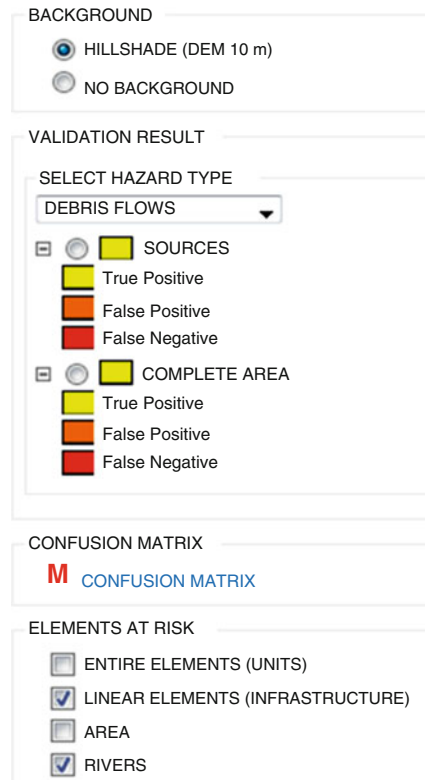 BACKGROUND
HILLSHADE (DEM 10 m)
NO BACKGROUND
VALIDATION RESULT
SELECT HAZARD TYPE
DEBRIS FLOWS
SOURCES
True Positive
False Positive
False Negative
COMPLETE AREA
True Positive
False Positive
False Negative
CONFUSION MATRIX
M CONFUSION MATRIX
ELEMENTS AT RISK
ENTIRE ELEMENTS (UNITS)
LINEAR ELEMENTS (INFRASTRUCTURE)
AREA
RIVERS